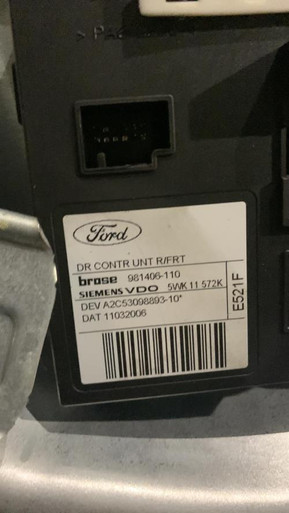 Ford
DR CONTR UNT R/FRT
brose 981406-110
SIEMENS VDO 5WK 11 572K
DEV A2C53098893-10*
DAT 11032006
E521F